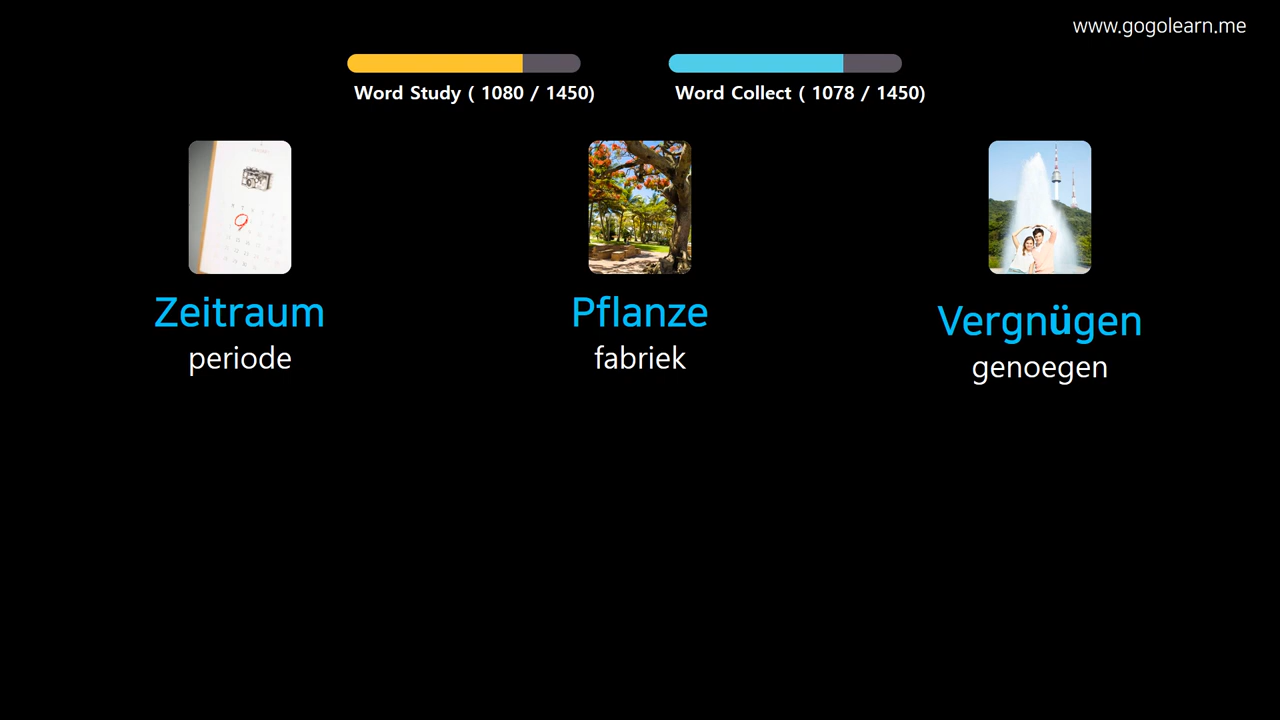 www.gogolearn.me
Word Study ( 1080 / 1450)
Word Collect ( 1078 / 1450)
Zeitraum
periode
Pflanze
fabriek
Vergnügen
genoegen